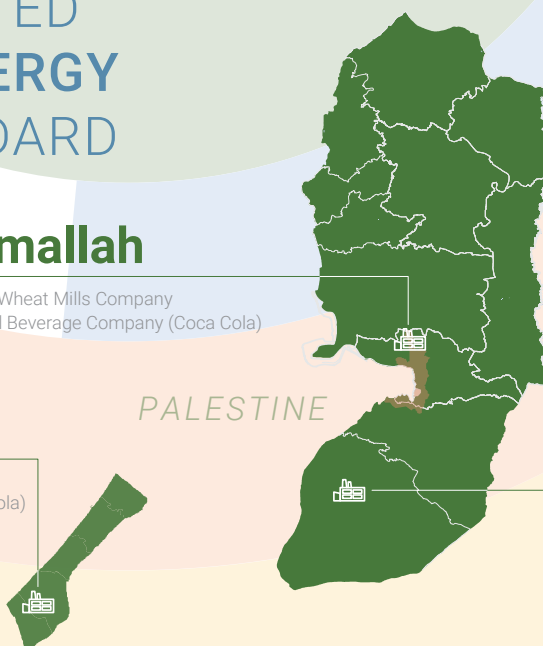 ED
ERGY
DARD
mallah
Wheat Mills Company
l Beverage Company (Coca Cola)
PALESTINE
ola)